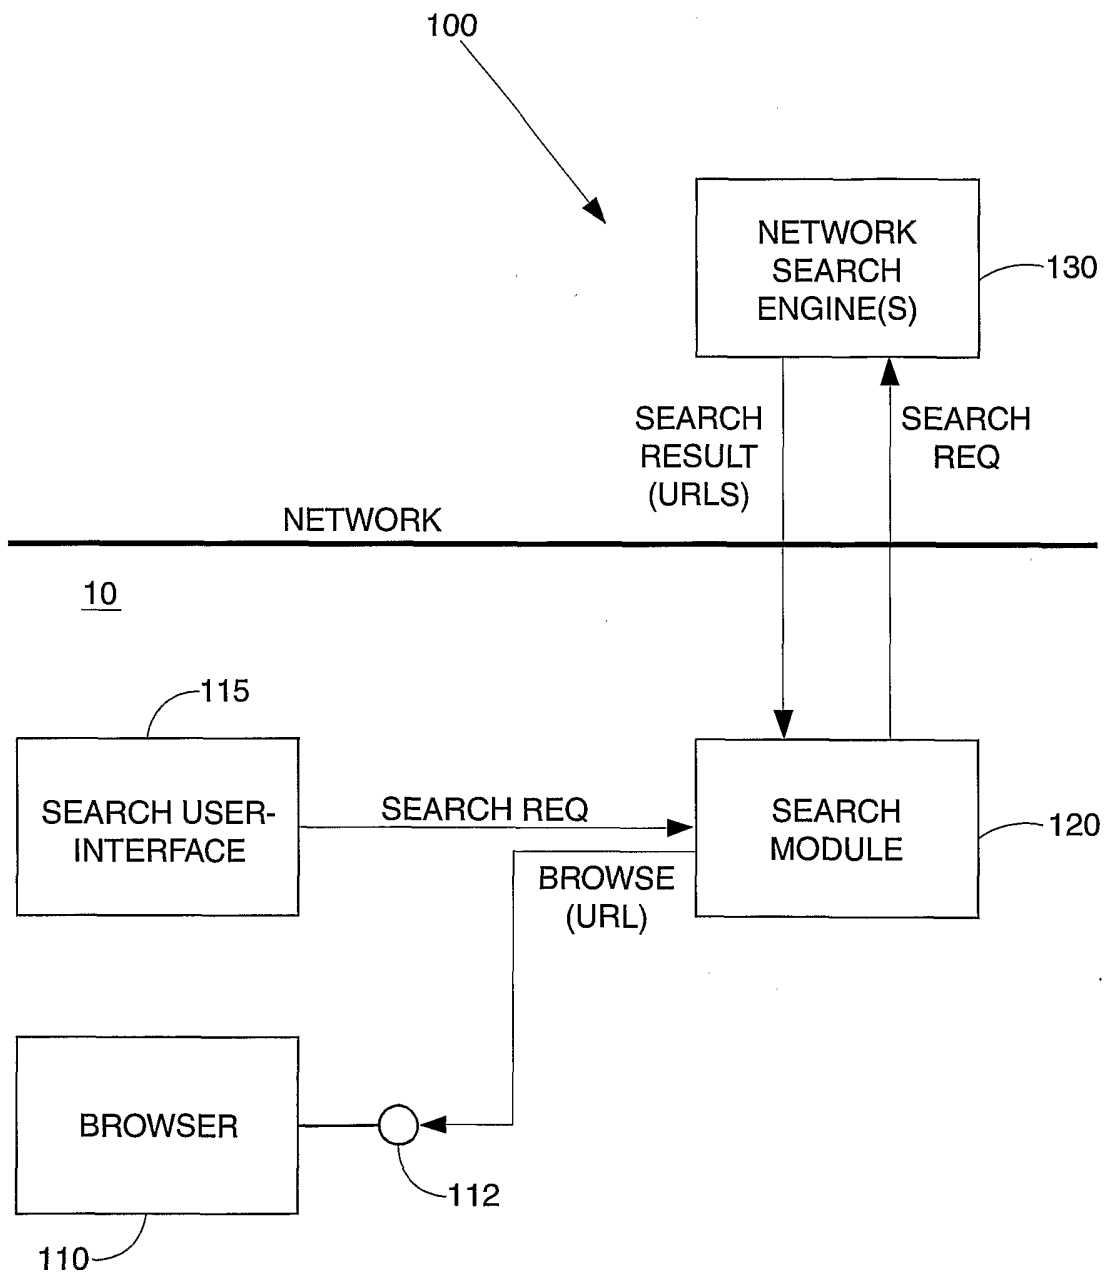 100
NETWORK
SEARCH
ENGINE(S)
130
SEARCH
RESULT
(URLS)
SEARCH
REQ
NETWORK
10
115
SEARCH USER-
INTERFACE
SEARCH REQ
SEARCH
MODULE
120
BROWSE
(URL)
BROWSER
112
110